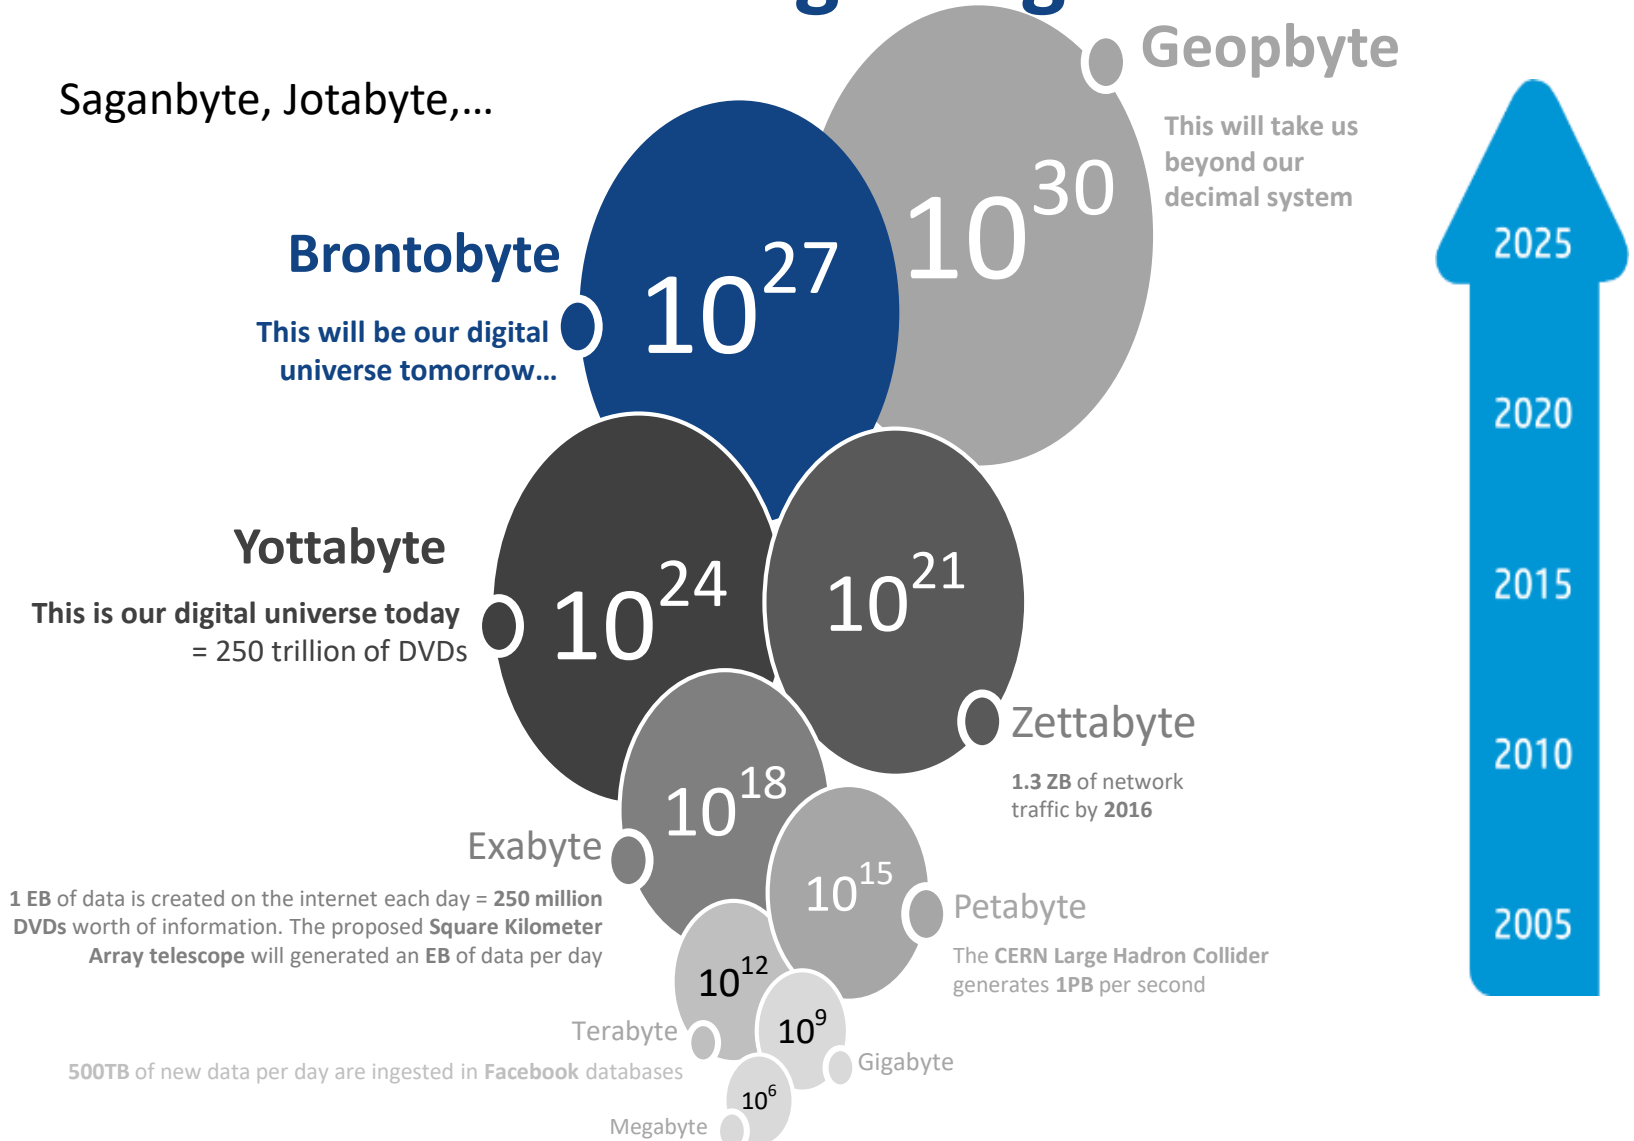 Saganbyte, Jotabyte,...
Geopbyte
This will take us
beyond our
decimal system
10^30
Brontobyte
This will be our digital
universe tomorrow...
10^27
Yottabyte
This is our digital universe today
= 250 trillion of DVDs
10^24
10^21
Zettabyte
1.3 ZB of network
traffic by 2016
10^18
Exabyte
1 EB of data is created on the internet each day = 250 million
DVDs worth of information. The proposed Square Kilometer
Array telescope will generated an EB of data per day
10^15
Petabyte
The CERN Large Hadron Collider
generates 1PB per second
10^12
Terabyte
500TB of new data per day are ingested in Facebook databases
10^9
Gigabyte
10^6
Megabyte
2025
2020
2015
2010
2005